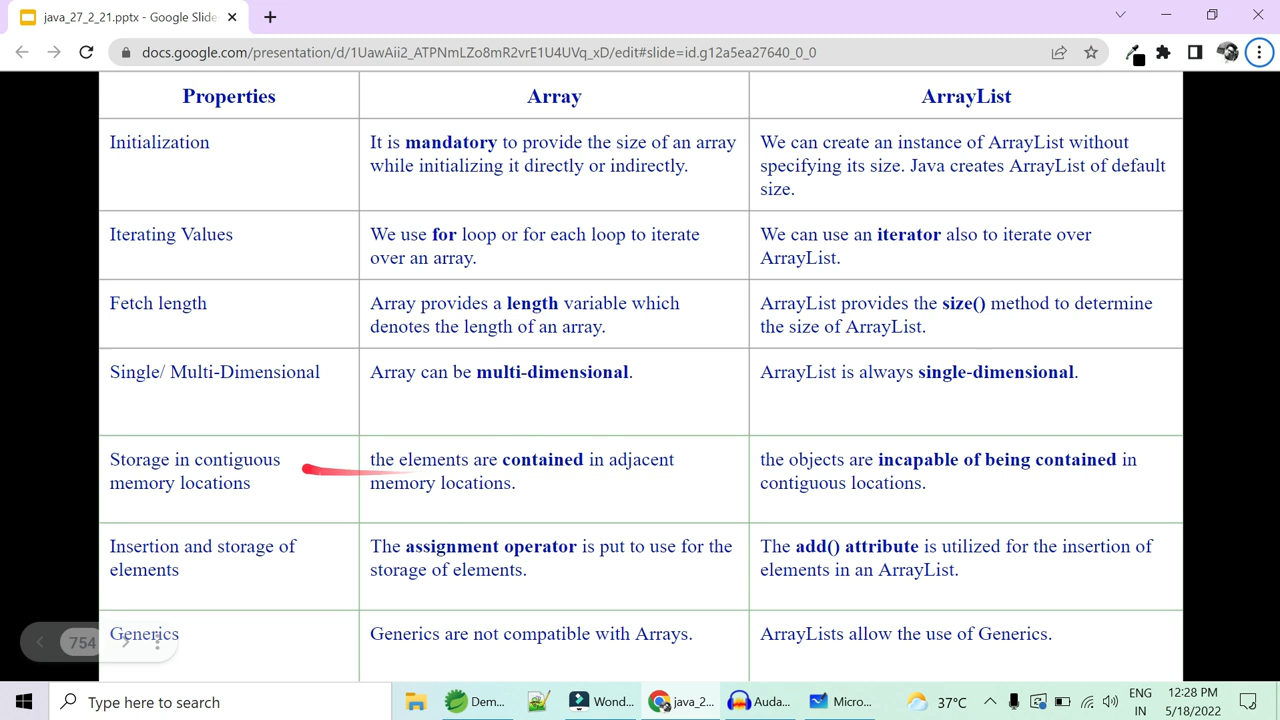 java_27_2_21.pptx - Google Slide
docs.google.com/presentation/d/1UawAii2_ATPNmLZo8mR2vrE1U4UVq_xD/edit#slide=id.g12a5ea27640_0_0
Properties
Array
ArrayList
Initialization
It is mandatory to provide the size of an array
while initializing it directly or indirectly.
We can create an instance of ArrayList without
specifying its size. Java creates ArrayList of default
size.
Iterating Values
We use for loop or for each loop to iterate
over an array.
We can use an iterator also to iterate over
ArrayList.
Fetch length
Array provides a length variable which
denotes the length of an array.
ArrayList provides the size() method to determine
the size of ArrayList.
Single/ Multi-Dimensional
Array can be multi-dimensional.
ArrayList is always single-dimensional.
Storage in contiguous
memory locations
the elements are contained in adjacent
memory locations.
the objects are incapable of being contained in
contiguous locations.
Insertion and storage of
elements
The assignment operator is put to use for the
storage of elements.
The add() attribute is utilized for the insertion of
elements in an ArrayList.
Generics
Generics are not compatible with Arrays.
ArrayLists allow the use of Generics.
754
Type here to search
Dem...
Wond...
java_2...
Auda...
Micro...
37°C
ENG
IN
12:28 PM
5/18/2022